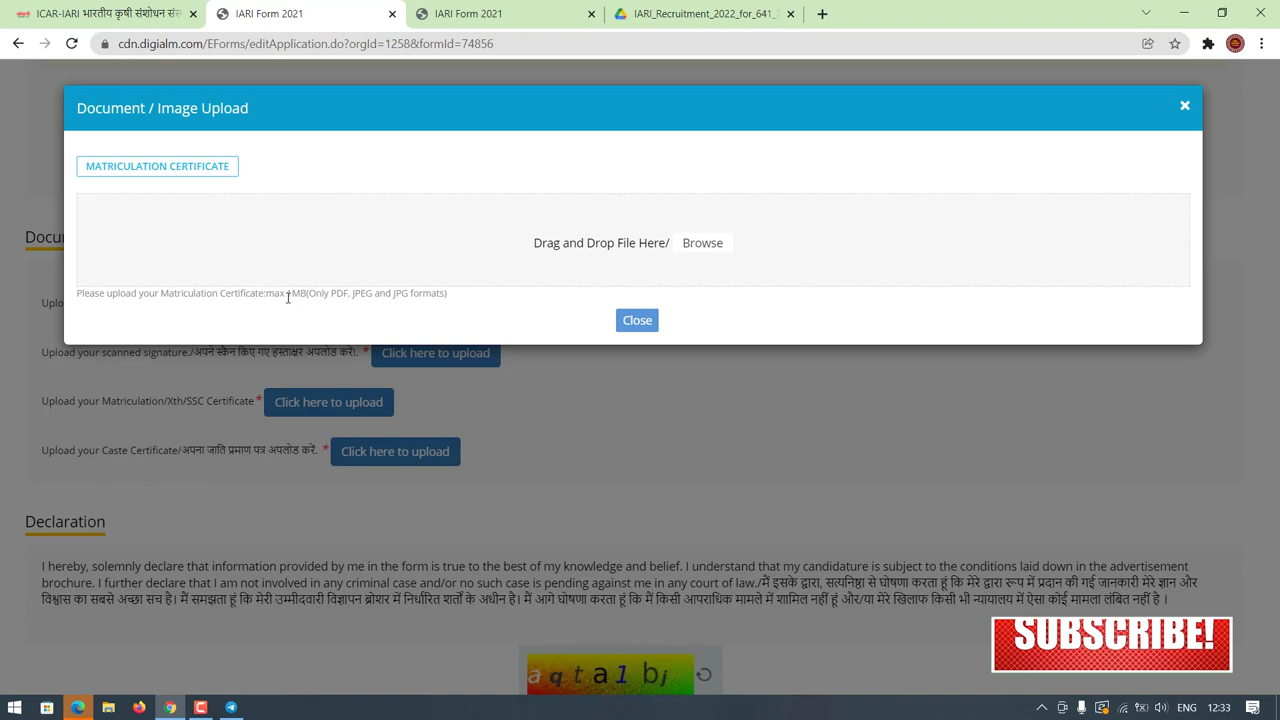 ICAR-IARI भारतीय कृषी संशोधन संस्
IARI Form 2021
IARI Form 2021
IARI_Recruitment_2022_for_641_
cdn.digialm.com/EForms/editApplication.do?orgId=1258&formId=74856
Document / Image Upload
MATRICULATION CERTIFICATE
Drag and Drop File Here/ Browse
Please upload your Matriculation Certificate:max MB(Only PDF, JPEG and JPG formats)
Close
Docu
Uplo
Upload your scanned signature./अपने स्कैन किए गए हस्ताक्षर अपलोड करें!. * Click here to upload
Upload your Matriculation/Xth/SSC Certificate * Click here to upload
Upload your Caste Certificate/अपना जाति प्रमाण पत्र अपलोड करें. * Click here to upload
Declaration
I hereby, solemnly declare that information provided by me in the form is true to the best of my knowledge and belief. I understand that my candidature is subject to the conditions laid down in the advertisement
brochure. I further declare that I am not involved in any criminal case and/or no such case is pending against me in any court of law./मैं इसके द्वारा, सत्यनिष्ठा से घोषणा करता हूं कि मेरे द्वारा रूप में प्रदान की गई जानकारी मेरे ज्ञान और
विश्वास का सबसे अच्छा सच है। मैं समझता हूं कि मेरी उम्मीदवारी विज्ञापन ब्रोशर में निर्धारित शर्तों के अधीन है। मैं आगे घोषणा करता हूं कि मैं किसी आपराधिक मामले में शामिल नहीं हूं और/या मेरे खिलाफ किसी भी न्यायालय में ऐसा कोई मामला लंबित नहीं है ।
SUBSCRIBE!
a q t a 1 b j
ENG 12:33